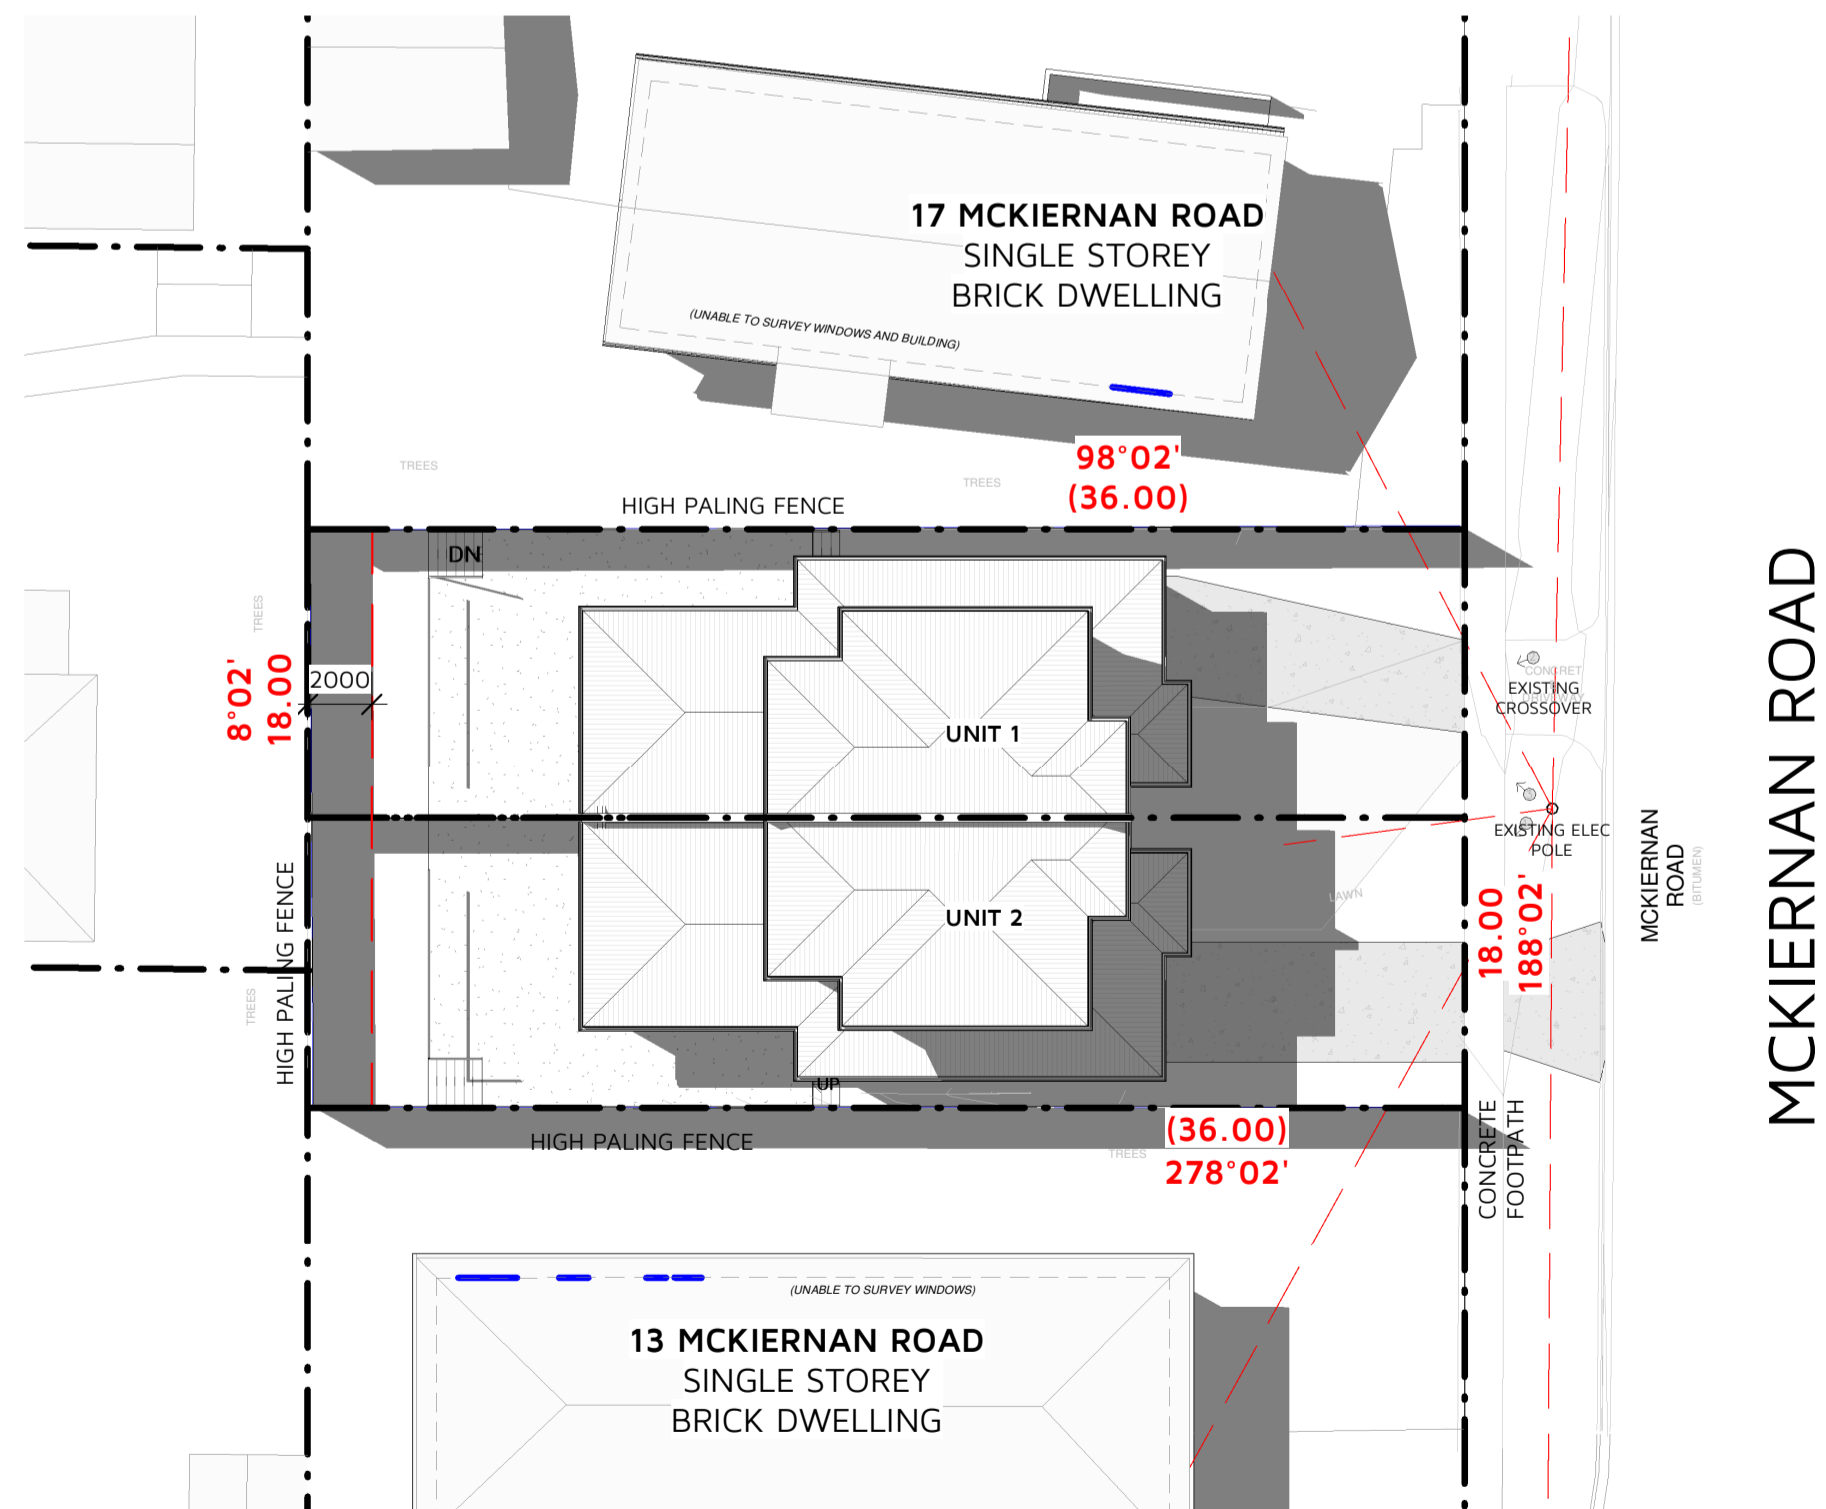 17 MCKIERNAN ROAD
SINGLE STOREY
BRICK DWELLING
(UNABLE TO SURVEY WINDOWS AND BUILDING)
98°02'
(36.00)
TREES
TREES
HIGH PALING FENCE
DN
TREES
8°02'
18.00
2000
UNIT 1
CONCRET
DRIVEWAY
EXISTING
CROSSOVER
EXISTING ELEC
POLE
MCKIERNAN
ROAD
(BITUMEN)
MCKIERNAN ROAD
LAWN
18.00
188°02'
UNIT 2
HIGH PALING FENCE
TREES
UP
HIGH PALING FENCE
(36.00)
278°02'
TREES
CONCRETE
FOOTPATH
(UNABLE TO SURVEY WINDOWS)
13 MCKIERNAN ROAD
SINGLE STOREY
BRICK DWELLING